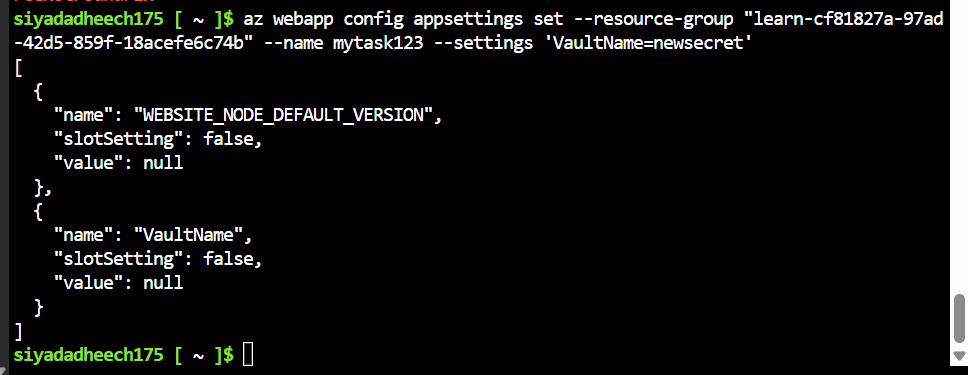 siyadadheech175 [ ~ ]$ az webapp config appsettings set --resource-group "learn-cf81827a-97ad
-42d5-859f-18acefe6c74b" --name mytask123 --settings 'VaultName=newsecret'
[
  {
    "name": "WEBSITE_NODE_DEFAULT_VERSION",
    "slotSetting": false,
    "value": null
  },
  {
    "name": "VaultName",
    "slotSetting": false,
    "value": null
  }
]
siyadadheech175 [ ~ ]$